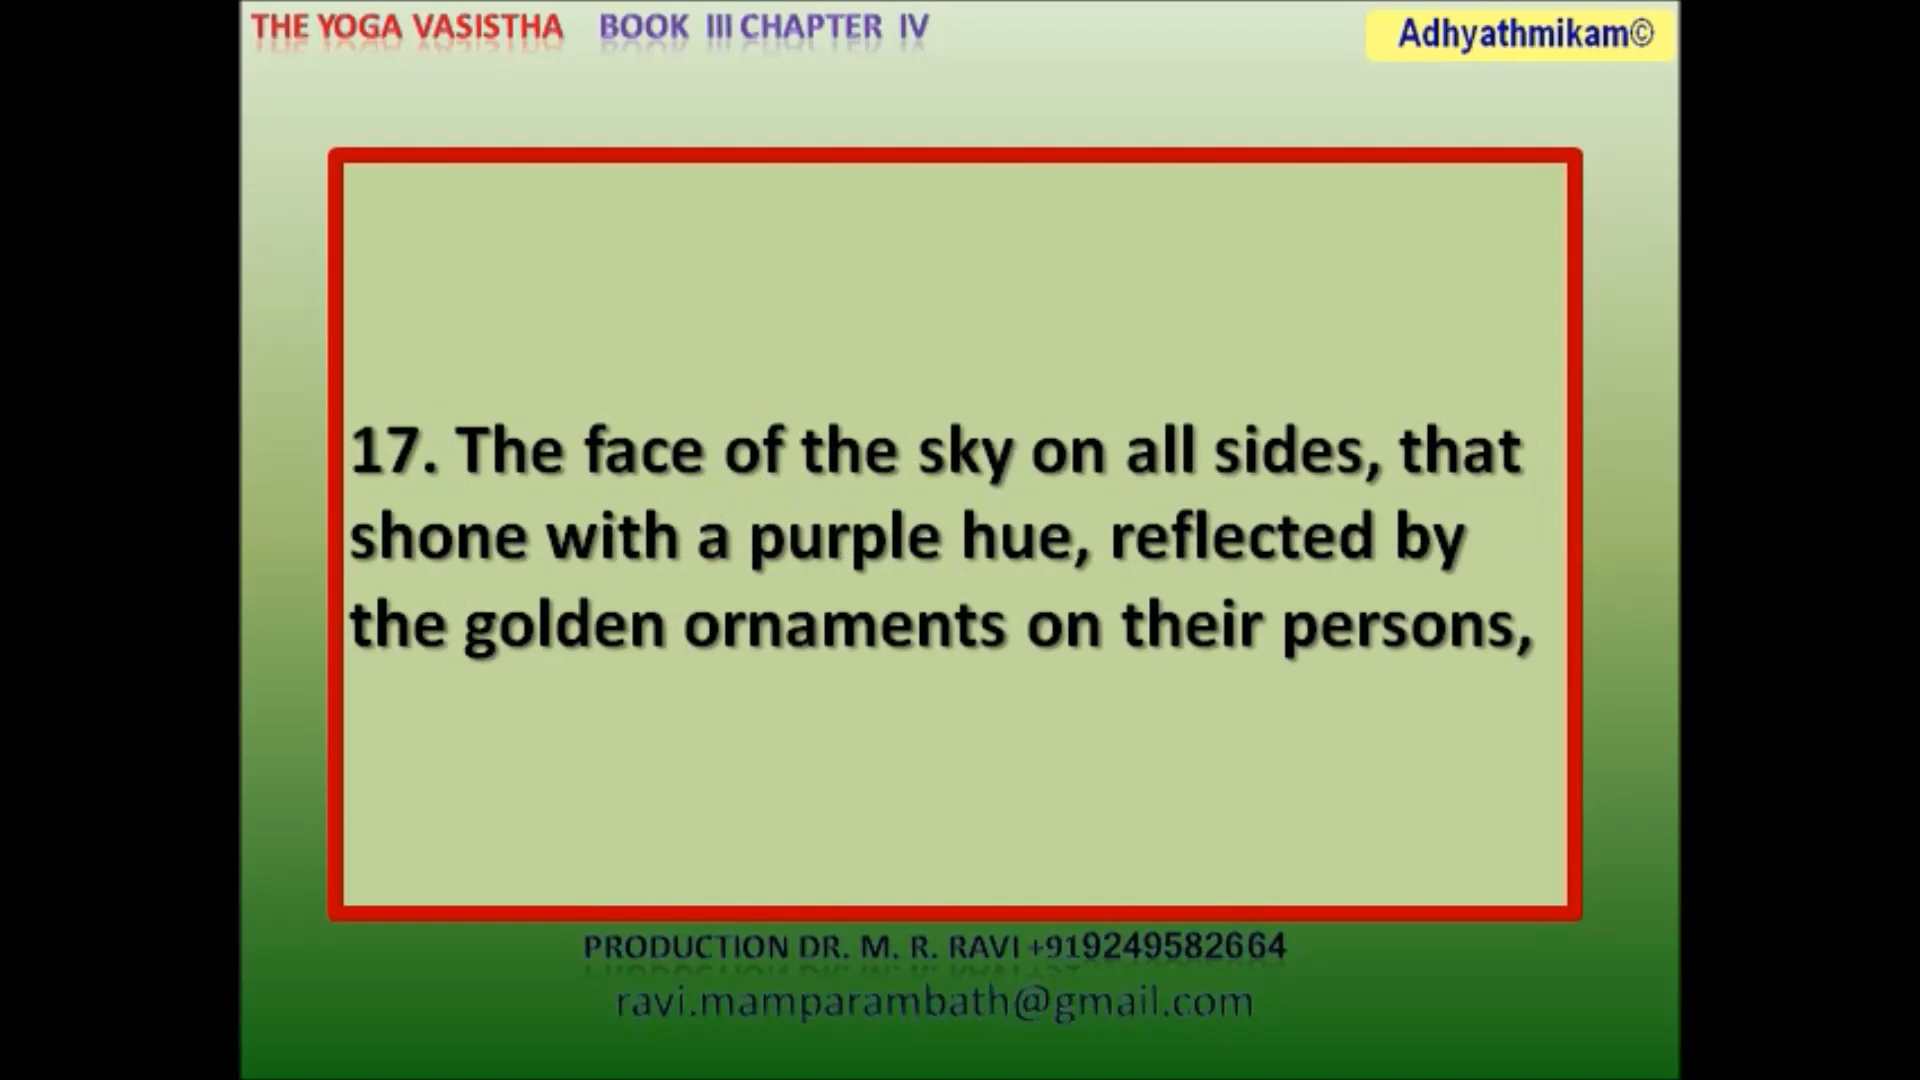 THE YOGA VASISTHA BOOK III CHAPTER IV
Adhyathmikam©
17. The face of the sky on all sides, that
shone with a purple hue, reflected by
the golden ornaments on their persons,
PRODUCTION DR. M. R. RAVI +919249582664
ravi.mamparambath@gmail.com